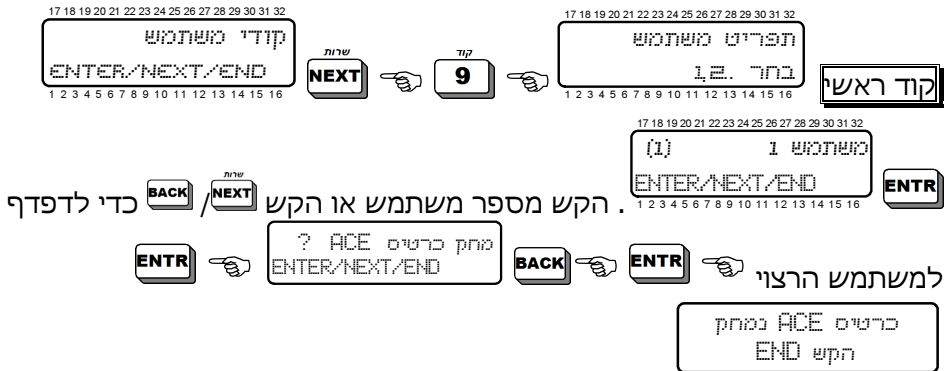 17 18 19 20 21 22 23 24 25 26 27 28 29 30 31 32
תפריט משתמש
בחר .1,2
1 2 3 4 5 6 7 8 9 10 11 12 13 14 15 16
קוד ראשי
קוד
9
שרות
NEXT
17 18 19 20 21 22 23 24 25 26 27 28 29 30 31 32
קודי משתמש
ENTER/NEXT/END
1 2 3 4 5 6 7 8 9 10 11 12 13 14 15 16
ENTR
17 18 19 20 21 22 23 24 25 26 27 28 29 30 31 32
משתמש 1 (1)
ENTER/NEXT/END
1 2 3 4 5 6 7 8 9 10 11 12 13 14 15 16
. הקש מספר משתמש או הקש NEXT / BACK כדי לדפדף
שרות
למשתמש הרצוי ENTR BACK
מחק כרטיס ACE ?
ENTER/NEXT/END
ENTR
כרטיס ACE נמחק
הקש END